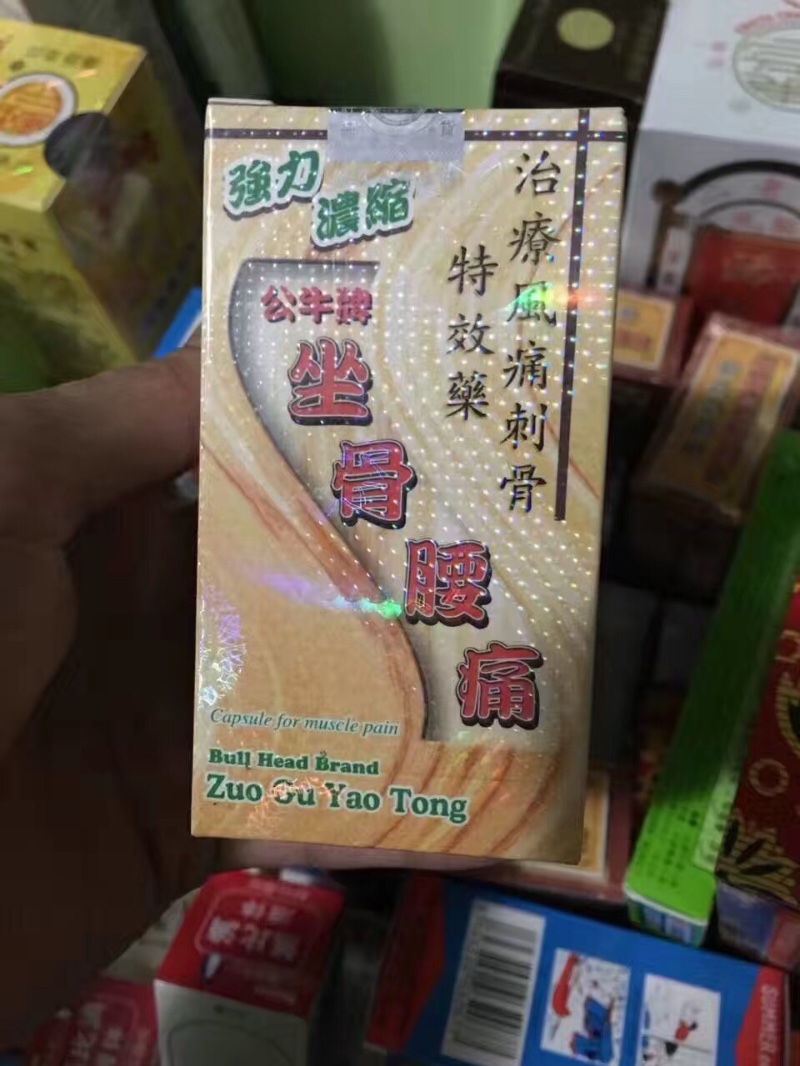 強力
濃縮
治療風痛刺骨
特效藥
公牛牌
坐骨腰痛
Capsule for muscle pain
Bull Head Brand
Zuo Gu Yao Tong